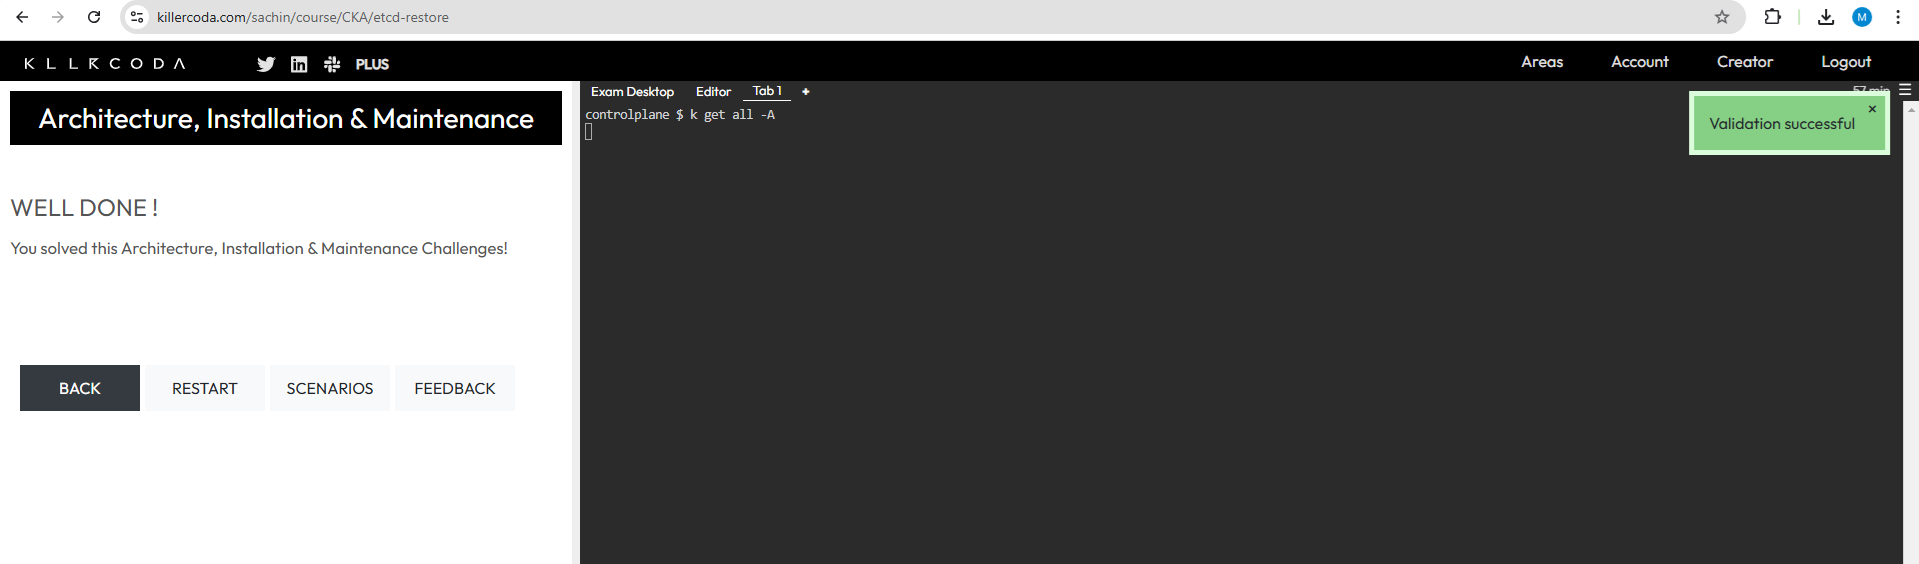 killercoda.com/sachin/course/CKA/etcd-restore
M
KILLERCODA
PLUS
Areas
Account
Creator
Logout
Architecture, Installation & Maintenance
Exam Desktop
Editor
Tab 1
+
57 min
controlplane $ k get all -A
Validation successful
×
WELL DONE !
You solved this Architecture, Installation & Maintenance Challenges!
BACK
RESTART
SCENARIOS
FEEDBACK